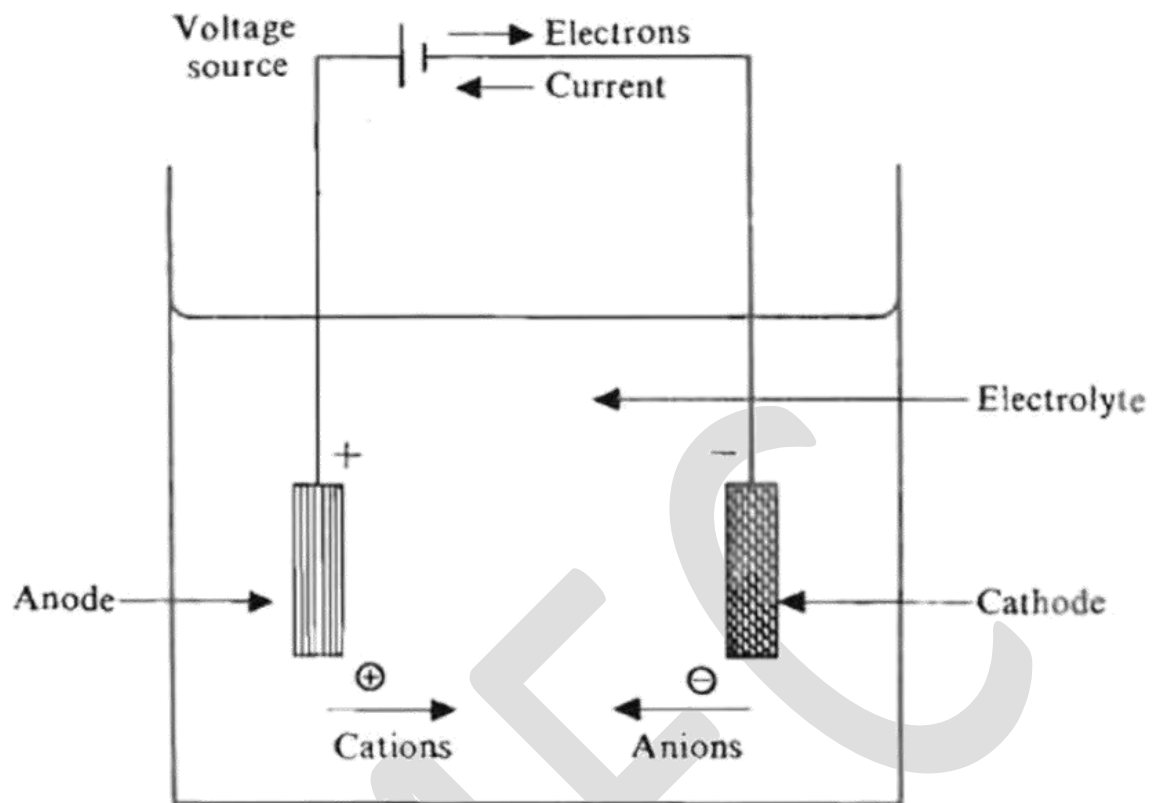 Voltage
source
Electrons
Current
Electrolyte
+
−
Anode
Cathode
+
−
Cations
Anions